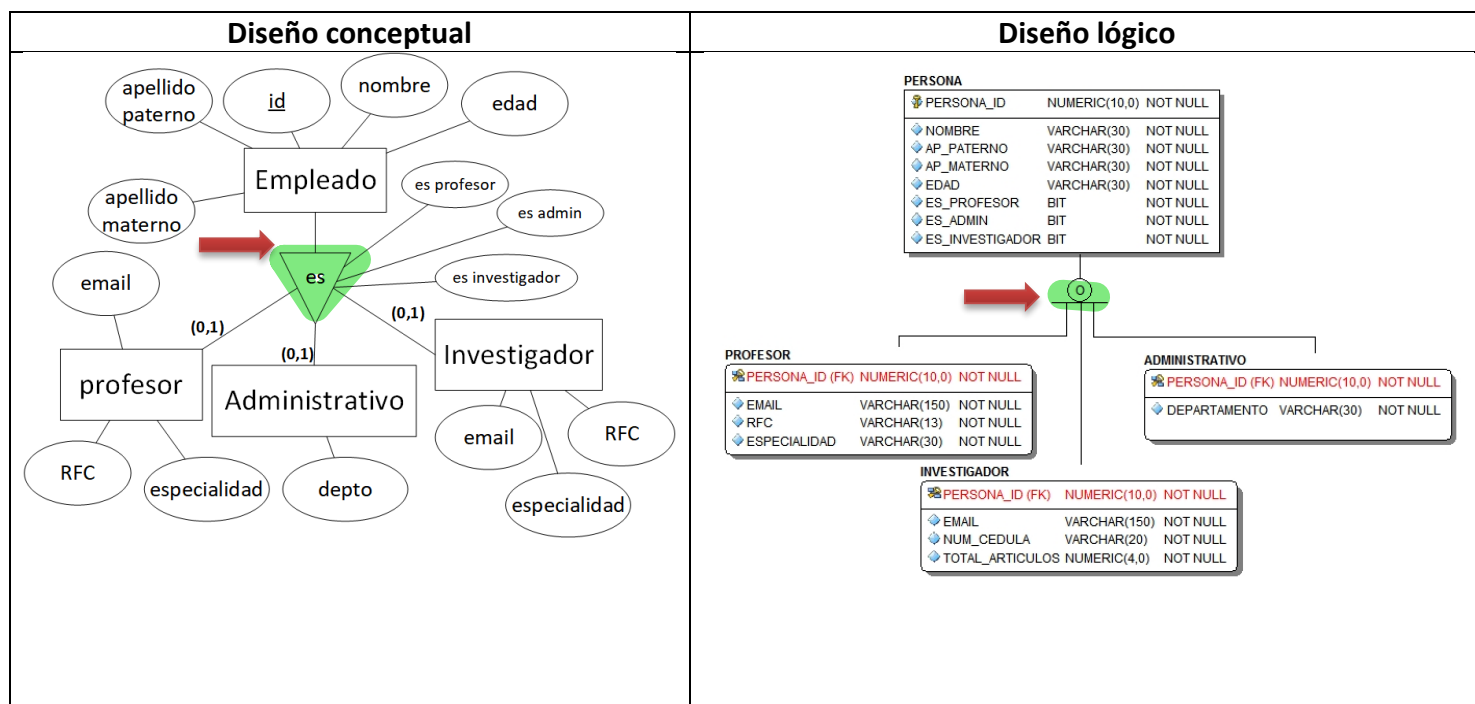 Diseño conceptual
Diseño lógico
apellido
paterno
id
nombre
edad
Empleado
apellido
materno
es profesor
es admin
es investigador
es
email
(0,1)
(0,1)
(0,1)
profesor
Administrativo
Investigador
RFC
especialidad
depto
email
especialidad
RFC
PERSONA
PERSONA_ID NUMERIC(10,0) NOT NULL
NOMBRE VARCHAR(30) NOT NULL
AP_PATERNO VARCHAR(30) NOT NULL
AP_MATERNO VARCHAR(30) NOT NULL
EDAD VARCHAR(30) NOT NULL
ES_PROFESOR BIT NOT NULL
ES_ADMIN BIT NOT NULL
ES_INVESTIGADOR BIT NOT NULL
O
PROFESOR
PERSONA_ID (FK) NUMERIC(10,0) NOT NULL
EMAIL VARCHAR(150) NOT NULL
RFC VARCHAR(13) NOT NULL
ESPECIALIDAD VARCHAR(30) NOT NULL
ADMINISTRATIVO
PERSONA_ID (FK) NUMERIC(10,0) NOT NULL
DEPARTAMENTO VARCHAR(30) NOT NULL
INVESTIGADOR
PERSONA_ID (FK) NUMERIC(10,0) NOT NULL
EMAIL VARCHAR(150) NOT NULL
NUM_CEDULA VARCHAR(20) NOT NULL
TOTAL_ARTICULOS NUMERIC(4,0) NOT NULL